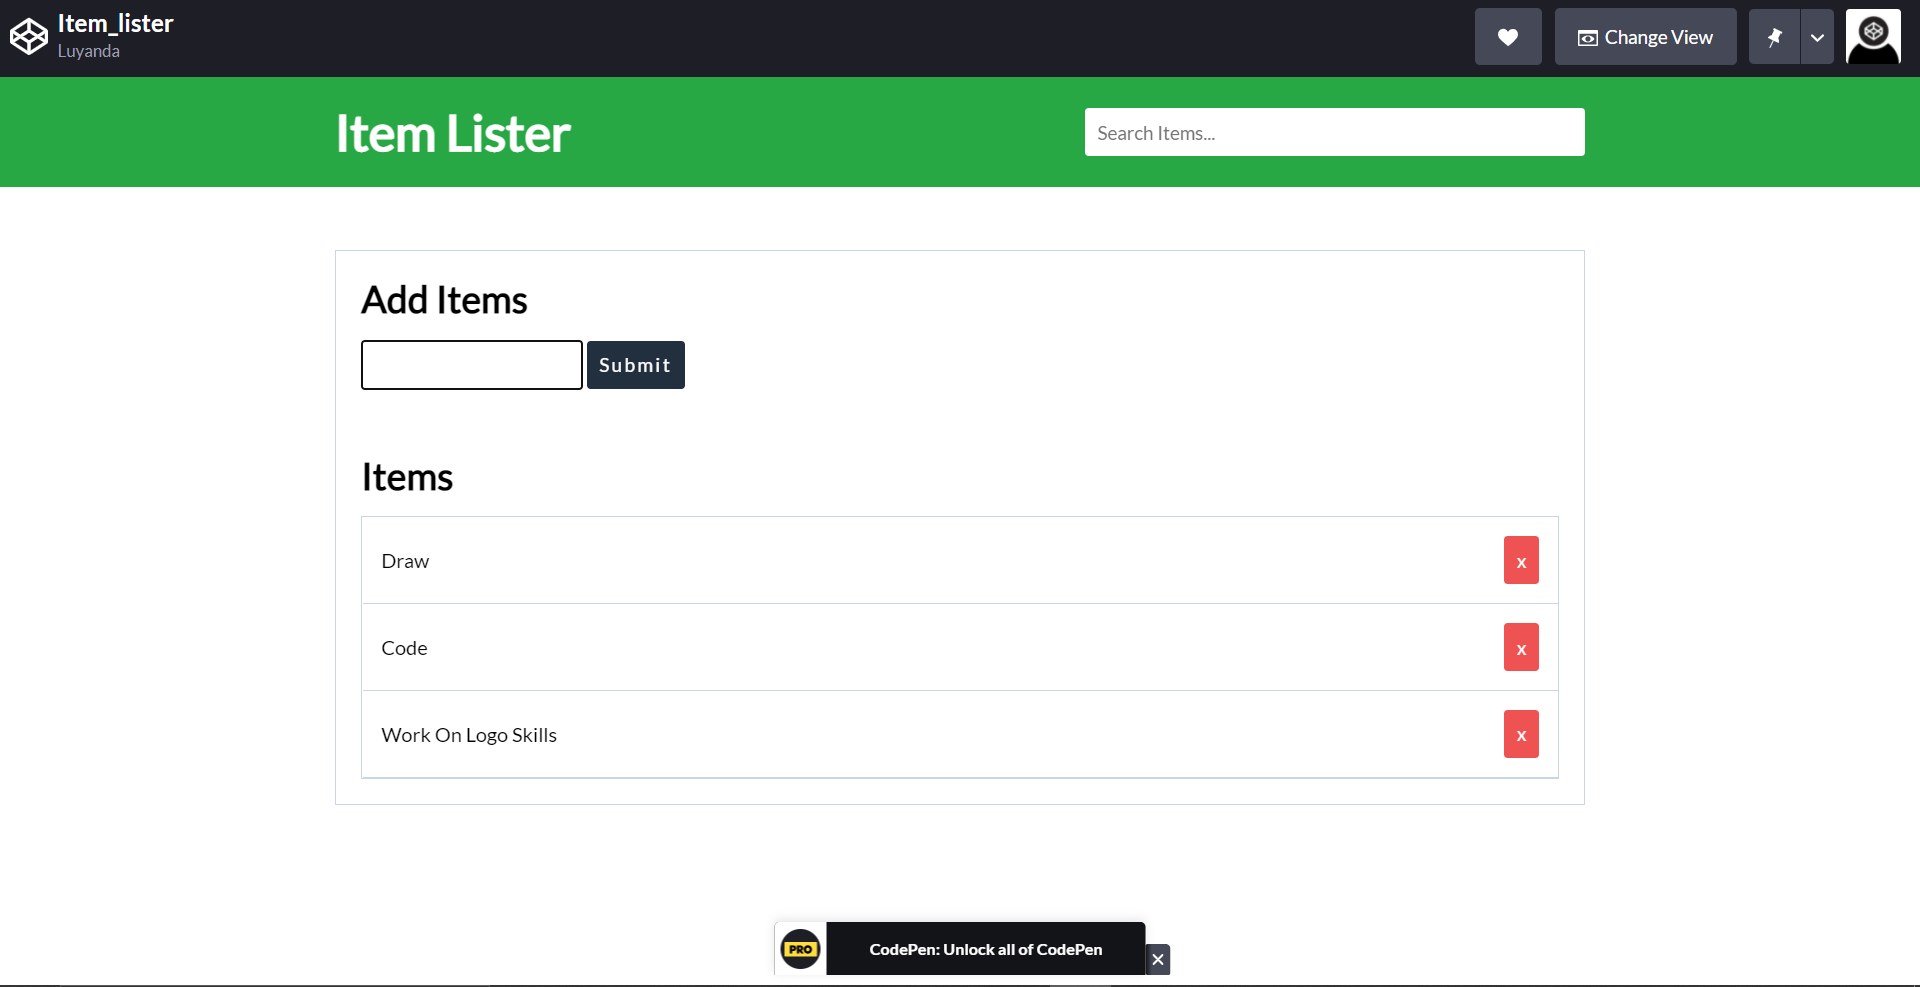 Item_lister
Luyanda
Change View
Item Lister
Search Items...
Add Items
Submit
Items
Draw
x
Code
x
Work On Logo Skills
x
PRO
CodePen: Unlock all of CodePen